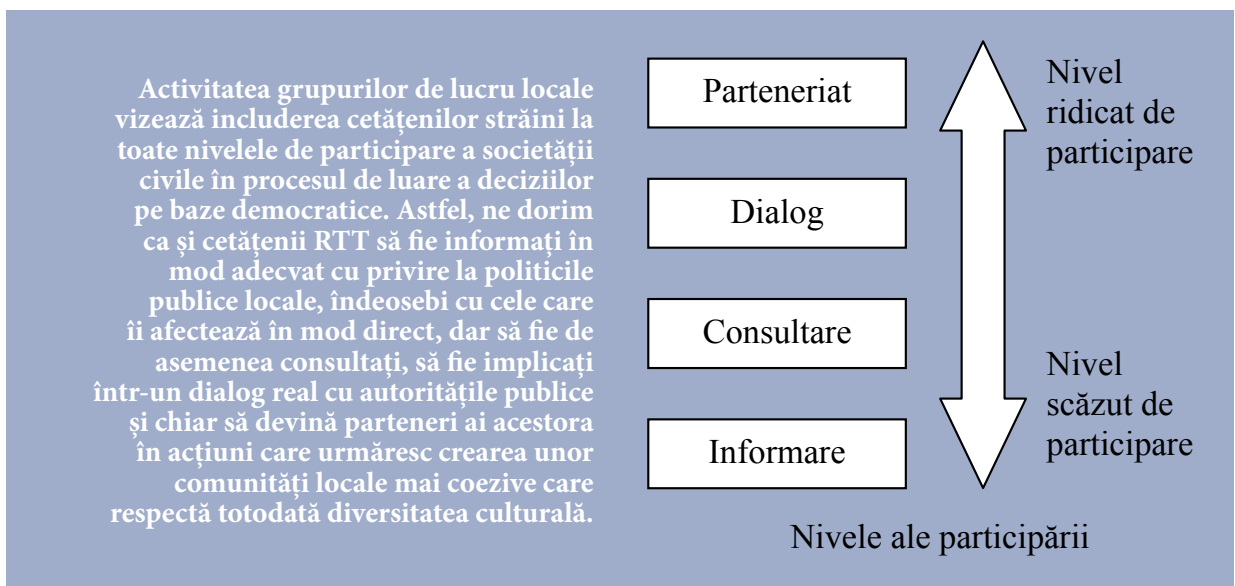 Activitatea grupurilor de lucru locale
vizează includerea cetățenilor străini la
toate nivelele de participare a societății
civile în procesul de luare a deciziilor
pe baze democratice. Astfel, ne dorim
ca și cetățenii RTT să fie informați în
mod adecvat cu privire la politicile
publice locale, îndeosebi cu cele care
îi afectează în mod direct, dar să fie de
asemenea consultați, să fie implicați
într-un dialog real cu autoritățile publice
și chiar să devină parteneri ai acestora
în acțiuni care urmăresc crearea unor
comunități locale mai coezive care
respectă totodată diversitatea culturală.
Parteneriat
Dialog
Consultare
Informare
Nivel
ridicat de
participare
Nivel
scăzut de
participare
Nivele ale participării